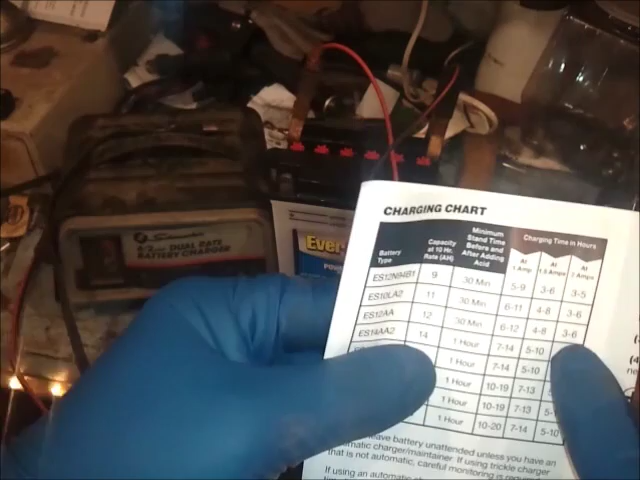 CHARGING CHART
Battery Type Capacity at 10 Hr. Rate (AH) Minimum Stand Time Before and After Adding Acid Charging Time in Hours
At 1 Amp At 1.5 Amps At 2 Amps
ES12N94B1 9 30 Min 5-9 3-6 3-5
ES10LA2 11 30 Min 6-11 4-8 3-6
ES12AA 12 30 Min 6-12 4-8 3-6
ES14AA2 14 1 Hour 7-14 5-10
1 Hour 7-14 5-10
1 Hour 10-19 7-13
1 Hour 10-19 7-13
1 Hour 10-20 7-14 5-10
battery unattended unless you have an
automatic charger/maintainer. If using trickle charger
that is not automatic, careful monitoring is
If using an
Schumacher
6/2 DUAL RATE
BATTERY CHARGER
Ever